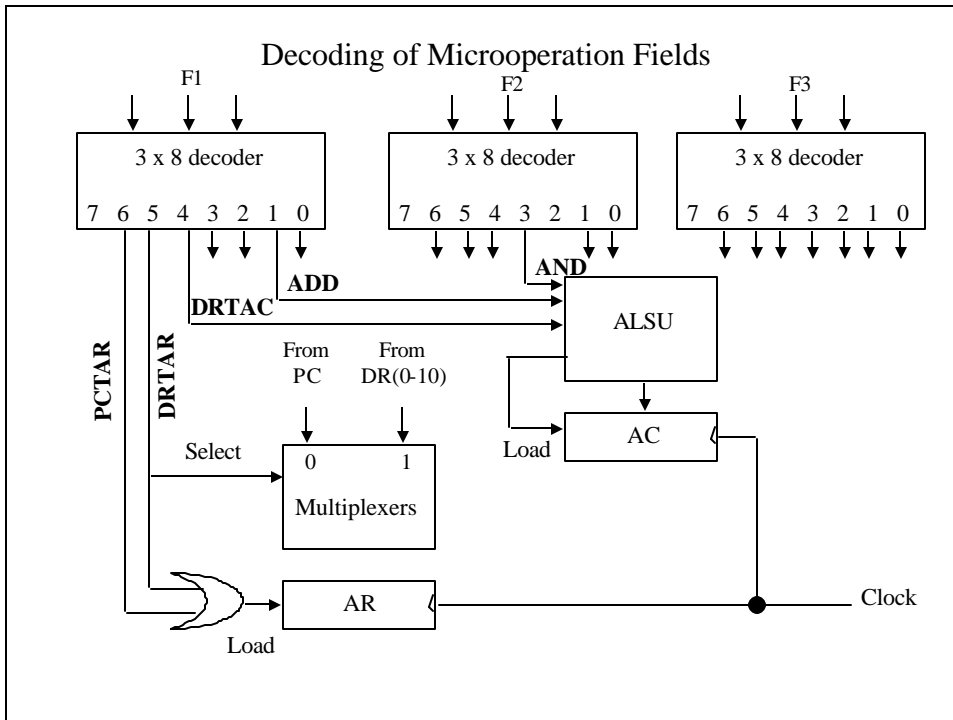 Decoding of Microoperation Fields
F1 F2 F3
3 x 8 decoder 3 x 8 decoder 3 x 8 decoder
7 6 5 4 3 2 1 0 7 6 5 4 3 2 1 0 7 6 5 4 3 2 1 0
AND
ADD
DRTAC
ALSU
PCTAR
DRTAR
From PC
From DR(0-10)
Load
AC
Select
0 1
Multiplexers
AR
Clock
Load